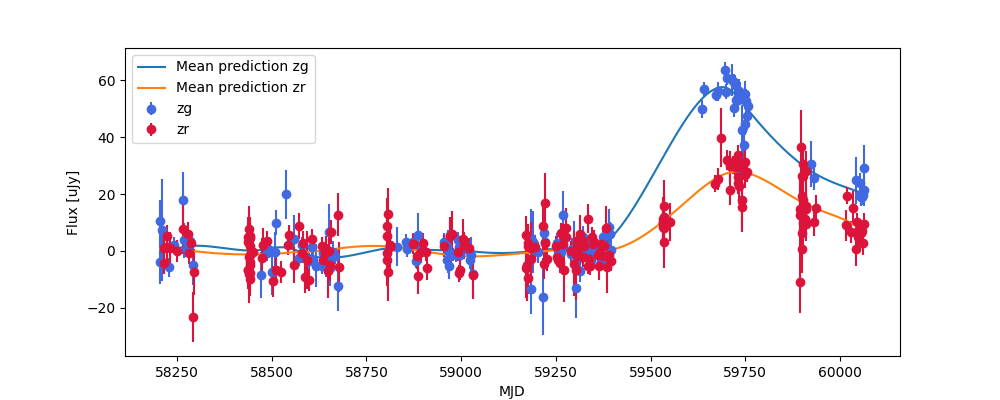 Mean prediction zg
Mean prediction zr
zg
zr
60
40
20
0
−20
Flux [uJy]
58250 58500 58750 59000 59250 59500 59750 60000
MJD